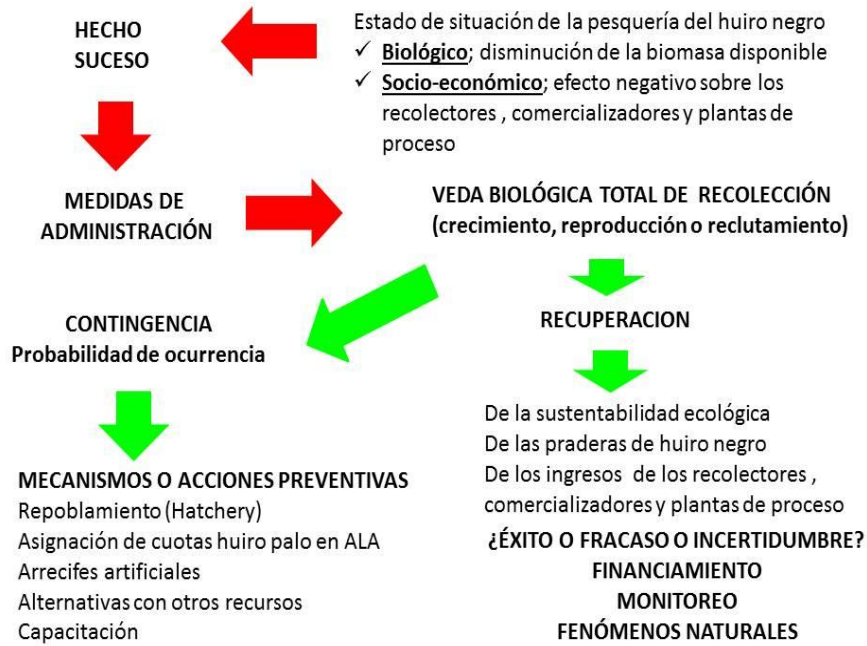 HECHO
SUCESO
Estado de situación de la pesquería del huiro negro
✓ Biológico; disminución de la biomasa disponible
✓ Socio-económico; efecto negativo sobre los
recolectores , comercializadores y plantas de
proceso
MEDIDAS DE
ADMINISTRACIÓN
VEDA BIOLÓGICA TOTAL DE RECOLECCIÓN
(crecimiento, reproducción o reclutamiento)
CONTINGENCIA
Probabilidad de ocurrencia
RECUPERACION
MECANISMOS O ACCIONES PREVENTIVAS
Repoblamiento (Hatchery)
Asignación de cuotas huiro palo en ALA
Arrecifes artificiales
Alternativas con otros recursos
Capacitación
De la sustentabilidad ecológica
De las praderas de huiro negro
De los ingresos de los recolectores ,
comercializadores y plantas de proceso
¿ÉXITO O FRACASO O INCERTIDUMBRE?
FINANCIAMIENTO
MONITOREO
FENÓMENOS NATURALES